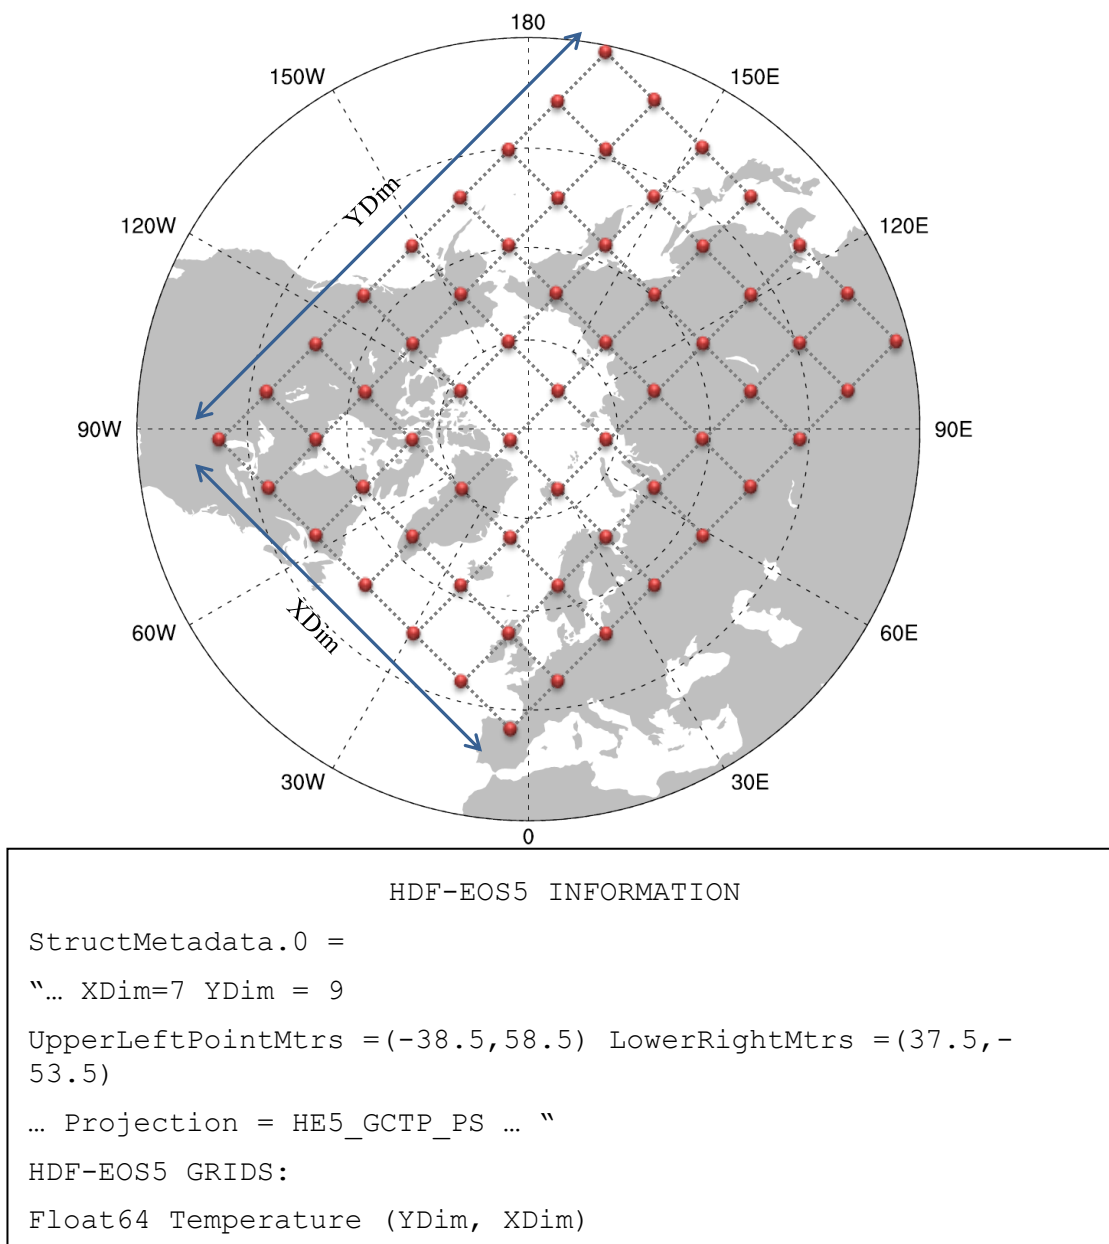 180
150W
150E
YDim
120W
120E
90W
90E
XDim
60W
60E
30W
30E
0
HDF-EOS5 INFORMATION
StructMetadata.0 =
“… XDim=7 YDim = 9
UpperLeftPointMtrs =(-38.5,58.5) LowerRightMtrs =(37.5,-
53.5)
… Projection = HE5_GCTP_PS … “
HDF-EOS5 GRIDS:
Float64 Temperature (YDim, XDim)